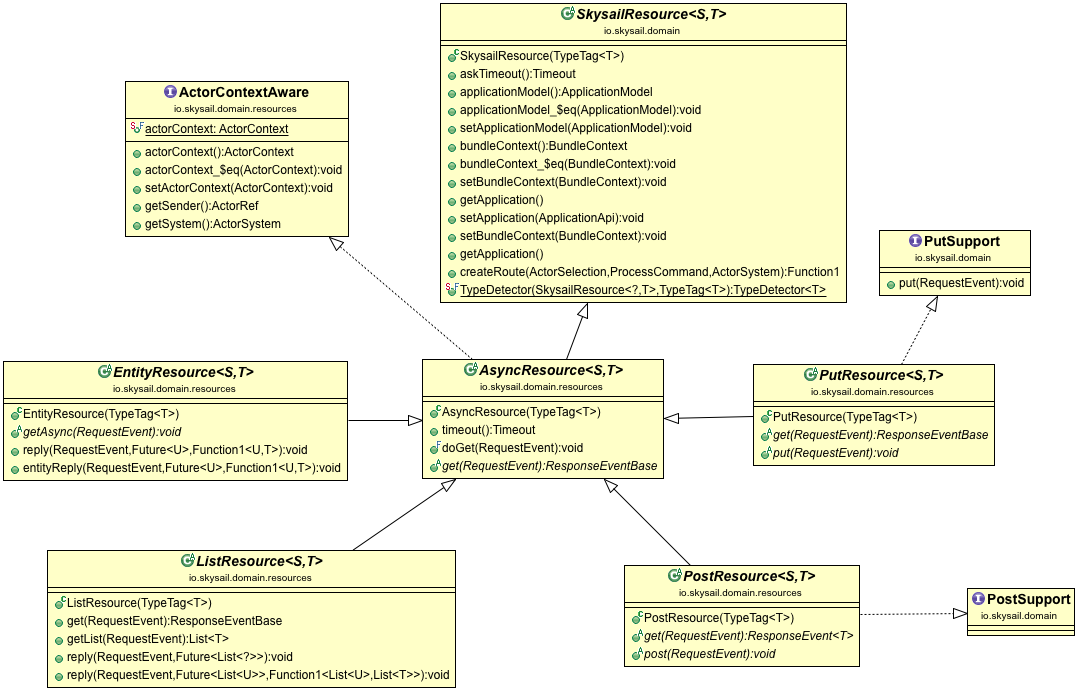 SkysailResource<S,T>
io.skysail.domain
SkysailResource(TypeTag<T>)
askTimeout():Timeout
applicationModel():ApplicationModel
applicationModel_$eq(ApplicationModel):void
setApplicationModel(ApplicationModel):void
bundleContext():BundleContext
bundleContext_$eq(BundleContext):void
setBundleContext(BundleContext):void
getApplication()
setApplication(ApplicationApi):void
setBundleContext(BundleContext):void
getApplication()
createRoute(ActorSelection,ProcessCommand,ActorSystem):Function1
TypeDetector(SkysailResource<?,T>,TypeTag<T>):TypeDetector<T>
ActorContextAware
io.skysail.domain.resources
actorContext: ActorContext
actorContext():ActorContext
actorContext_$eq(ActorContext):void
setActorContext(ActorContext):void
getSender():ActorRef
getSystem():ActorSystem
PutSupport
io.skysail.domain
put(RequestEvent):void
EntityResource<S,T>
io.skysail.domain.resources
EntityResource(TypeTag<T>)
getAsync(RequestEvent):void
reply(RequestEvent,Future<U>,Function1<U,T>):void
entityReply(RequestEvent,Future<U>,Function1<U,T>):void
AsyncResource<S,T>
io.skysail.domain.resources
AsyncResource(TypeTag<T>)
timeout():Timeout
doGet(RequestEvent):void
get(RequestEvent):ResponseEventBase
PutResource<S,T>
io.skysail.domain.resources
PutResource(TypeTag<T>)
get(RequestEvent):ResponseEventBase
put(RequestEvent):void
ListResource<S,T>
io.skysail.domain.resources
ListResource(TypeTag<T>)
get(RequestEvent):ResponseEventBase
getList(RequestEvent):List<T>
reply(RequestEvent,Future<List<?>>):void
reply(RequestEvent,Future<List<U>>,Function1<List<U>,List<T>>):void
PostResource<S,T>
io.skysail.domain.resources
PostResource(TypeTag<T>)
get(RequestEvent):ResponseEvent<T>
post(RequestEvent):void
PostSupport
io.skysail.domain